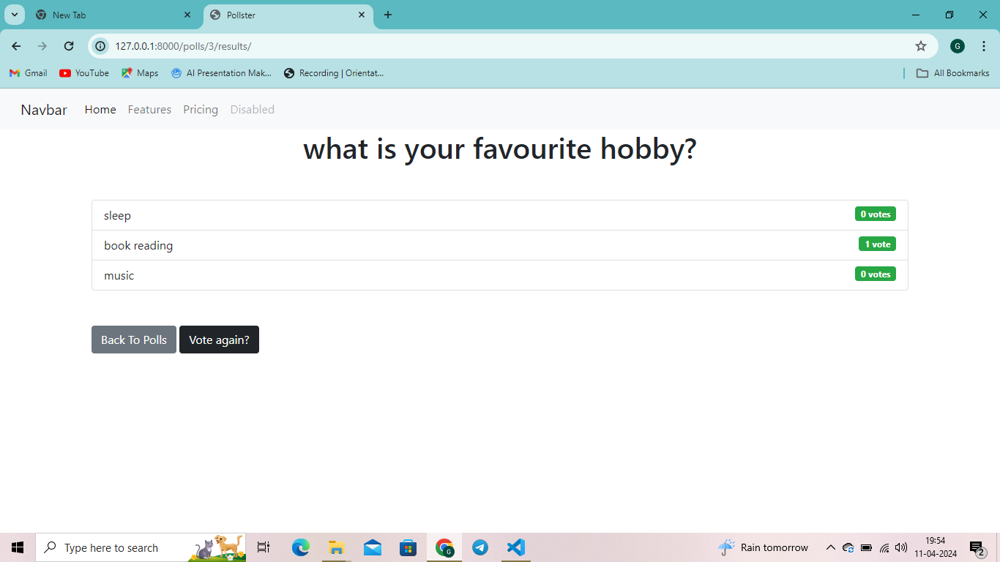 New Tab
Pollster
127.0.0.1:8000/polls/3/results/
G
Gmail
YouTube
Maps
AI Presentation Mak...
Recording | Orientat...
All Bookmarks
Navbar Home Features Pricing Disabled
what is your favourite hobby?
sleep 0 votes
book reading 1 vote
music 0 votes
Back To Polls Vote again?
Type here to search
G
Rain tomorrow
19:54
11-04-2024
2